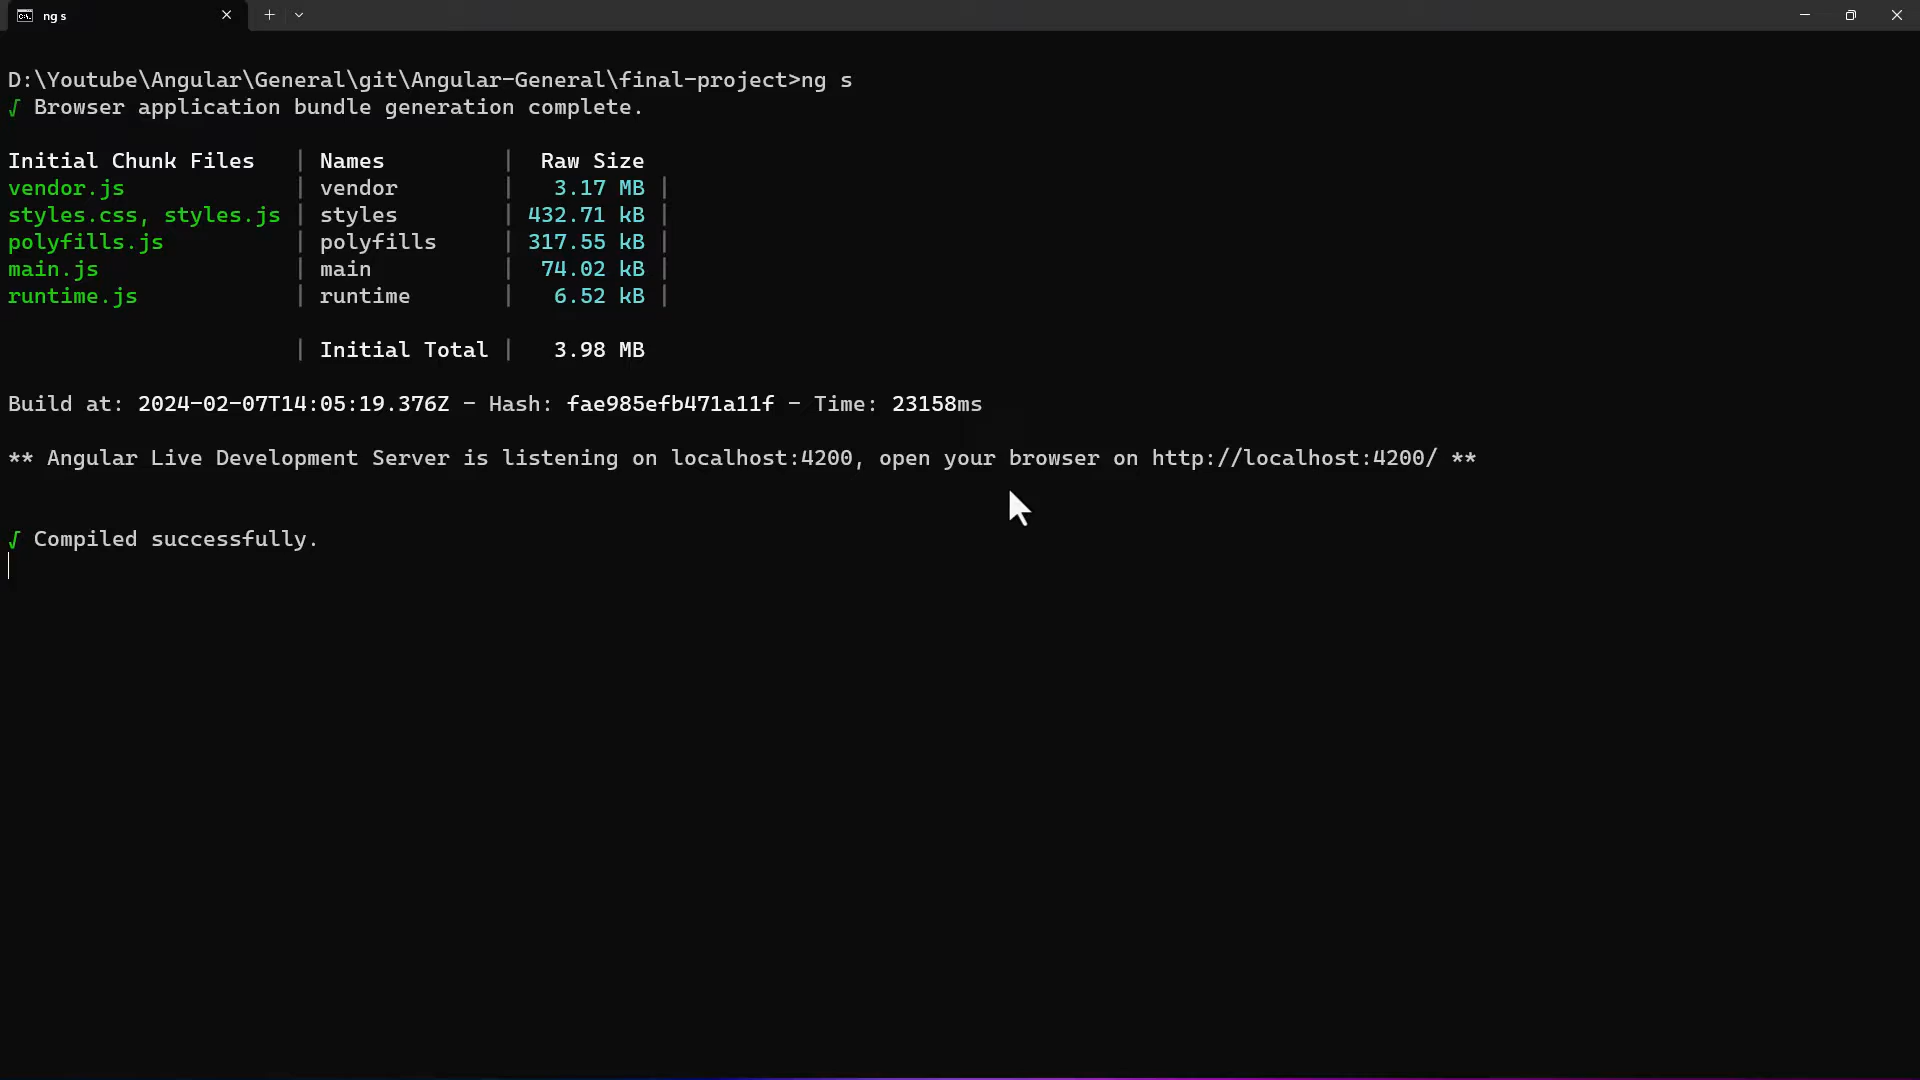 ng s
D:\Youtube\Angular\General\git\Angular-General\final-project>ng s
√ Browser application bundle generation complete.
Initial Chunk Files | Names | Raw Size
vendor.js | vendor | 3.17 MB |
styles.css, styles.js | styles | 432.71 kB |
polyfills.js | polyfills | 317.55 kB |
main.js | main | 74.02 kB |
runtime.js | runtime | 6.52 kB |
| Initial Total | 3.98 MB
Build at: 2024-02-07T14:05:19.376Z - Hash: fae985efb471a11f - Time: 23158ms
** Angular Live Development Server is listening on localhost:4200, open your browser on http://localhost:4200/ **
√ Compiled successfully.